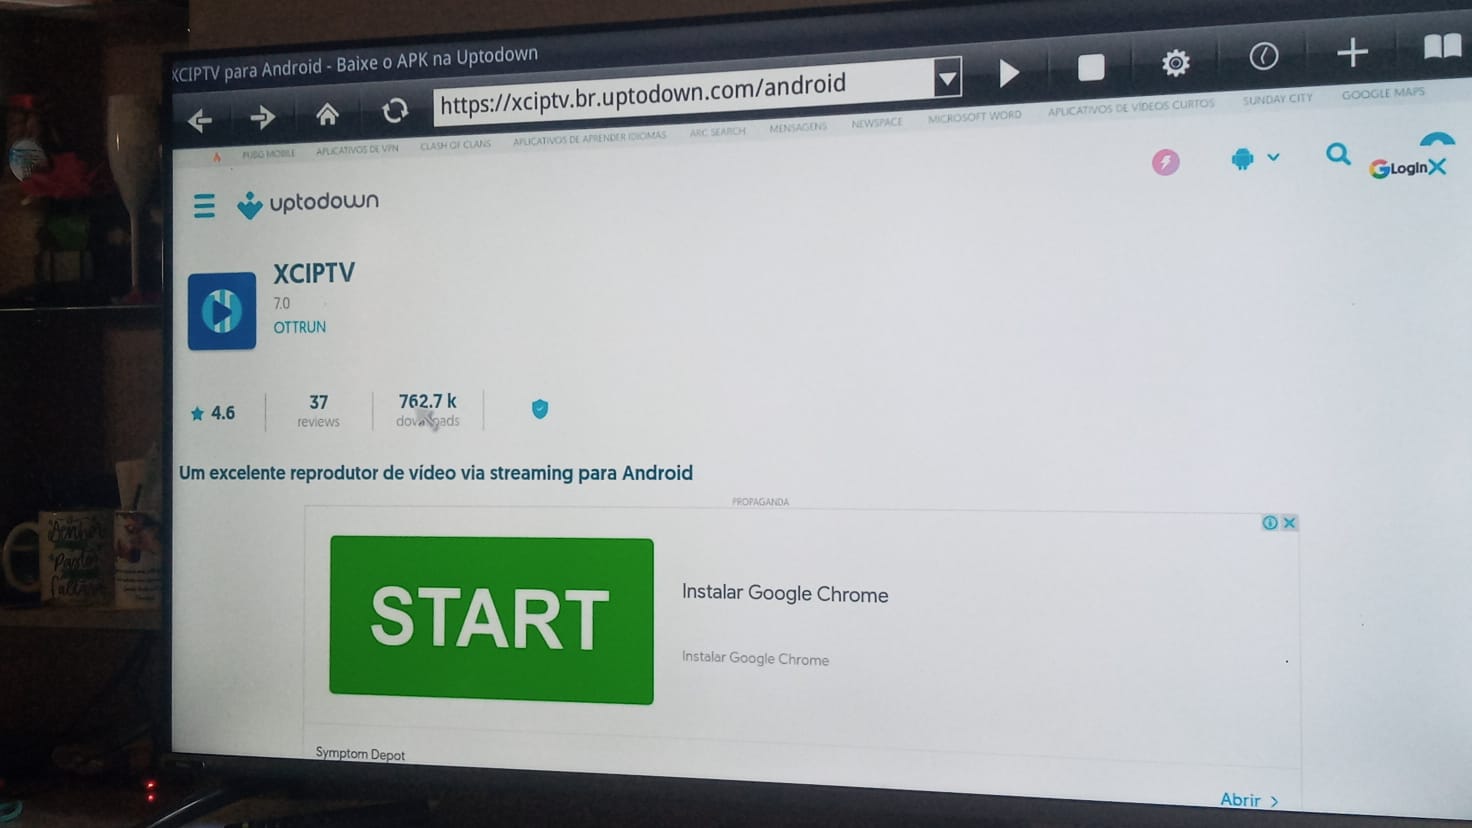 XCIPTV para Android - Baixe o APK na Uptodown
https://xciptv.br.uptodown.com/android
PUBG MOBILE APLICATIVOS DE VPN CLASH OF CLANS APLICATIVOS DE APRENDER IDIOMAS ARC SEARCH MENSAGENS NEWSPACE MICROSOFT WORD APLICATIVOS DE VÍDEOS CURTOS SUNDAY CITY GOOGLE MAPS
uptodown
GLogInX
XCIPTV
7.0
OTTRUN
4.6
37
reviews
762.7 k
downloads
Um excelente reprodutor de vídeo via streaming para Android
PROPAGANDA
START
Instalar Google Chrome
Instalar Google Chrome
Symptom Depot
Abrir
Senhor
Pastor